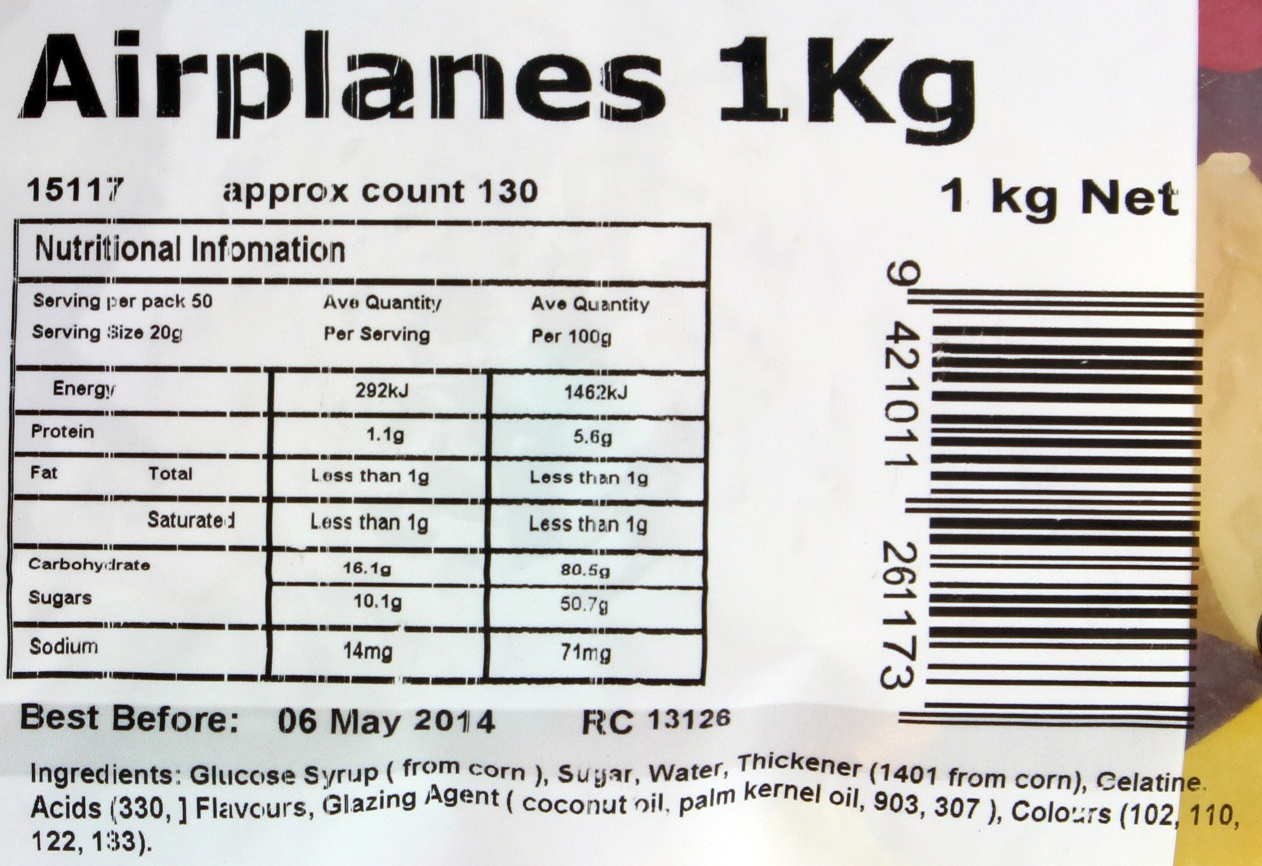 Airplanes 1Kg
15117 approx count 130
1 kg Net
Nutritional Infomation
Serving per pack 50 Ave Quantity Ave Quantity
Serving Size 20g Per Serving Per 100g
Energy 292kJ 1462kJ
Protein 1.1g 5.6g
Fat Total Less than 1g Less than 1g
Saturated Less than 1g Less than 1g
Carbohydrate 16.1g 80.5g
Sugars 10.1g 50.7g
Sodium 14mg 71mg
9 421011 261173
Best Before: 06 May 2014 RC 13126
Ingredients: Glucose Syrup ( from corn ), Sugar, Water, Thickener (1401 from corn), Gelatine.
Acids (330, ] Flavours, Glazing Agent ( coconut oil, palm kernel oil, 903, 307 ), Colours (102, 110,
122, 133).